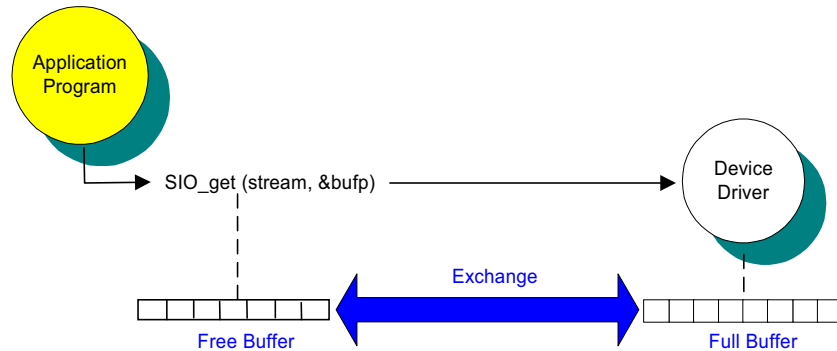 Application
Program
SIO_get (stream, &bufp)
Device
Driver
Exchange
Free Buffer
Full Buffer